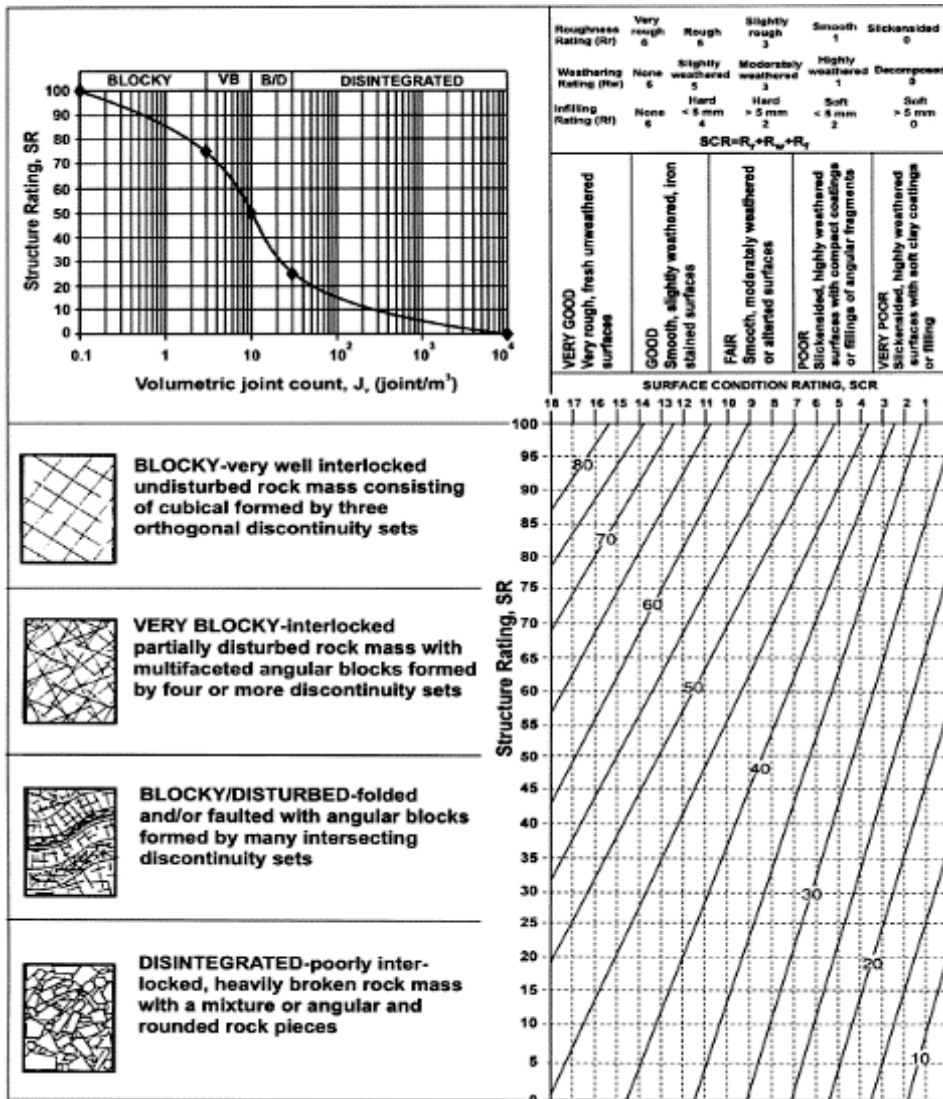 Roughness Rating (Rr) Very rough 6 Rough 5 Slightly rough 3 Smooth 1 Slickensided 0
Weathering Rating (Rw) None 6 Slightly weathered 5 Moderately weathered 3 Highly weathered 1 Decomposed 0
Infilling Rating (Rf) None 6 Hard < 5 mm 4 Hard > 5 mm 2 Soft < 5 mm 2 Soft > 5 mm 0
SCR=Rr+Rw+Rf
BLOCKY VB B/D DISINTEGRATED
Structure Rating, SR
100
90
80
70
60
50
40
30
20
10
0
0.1 1 10 10² 10³ 10⁴
Volumetric joint count, Jv (joint/m³)
VERY GOOD
Very rough, fresh unweathered
surfaces
GOOD
Smooth, slightly weathered, iron
stained surfaces
FAIR
Smooth, moderately weathered
or alterted surfaces
POOR
Slickensided, highly weathered
surfaces with compact coatings
or fillings of angular fragments
VERY POOR
Slickensided, highly weathered
surfaces with soft clay coatings
or filling
SURFACE CONDITION RATING, SCR
18 17 16 15 14 13 12 11 10 9 8 7 6 5 4 3 2 1
BLOCKY-very well interlocked
undisturbed rock mass consisting
of cubical formed by three
orthogonal discontinuity sets
VERY BLOCKY-interlocked
partially disturbed rock mass with
multifaceted angular blocks formed
by four or more discontinuity sets
BLOCKY/DISTURBED-folded
and/or faulted with angular blocks
formed by many intersecting
discontinuity sets
DISINTEGRATED-poorly inter-
locked, heavily broken rock mass
with a mixture or angular and
rounded rock pieces
Structure Rating, SR
100
95
90
85
80
75
70
65
60
55
50
45
40
35
30
25
20
15
10
5
0
80
70
60
50
40
30
20
10